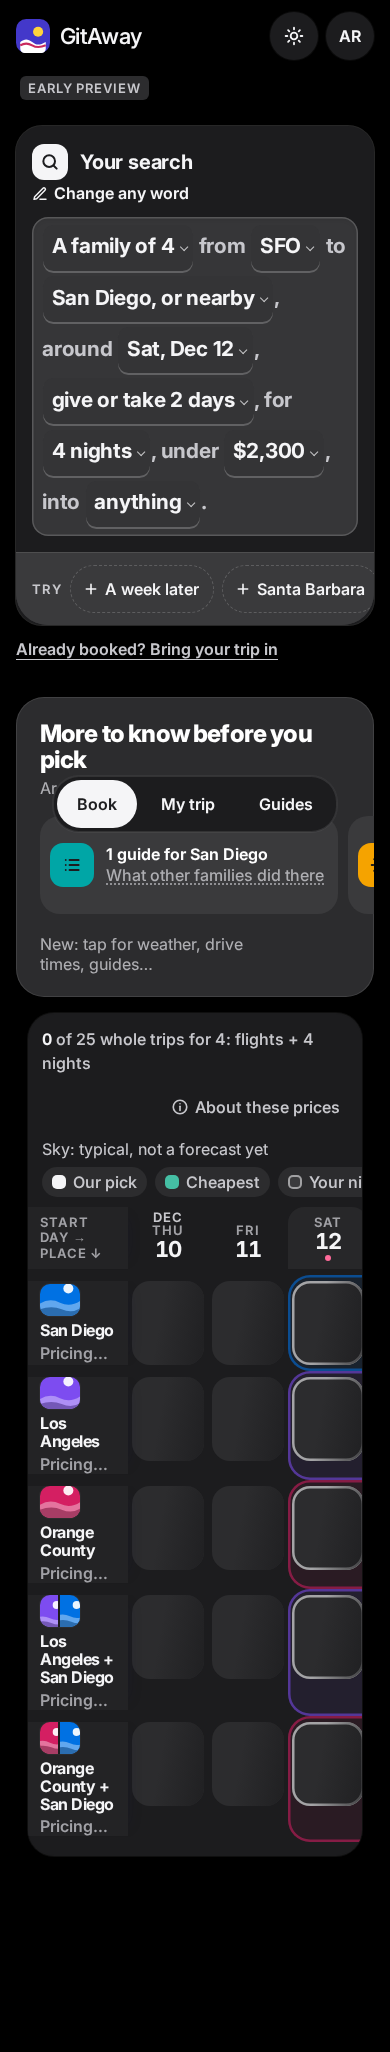 GitAway
AR
EARLY PREVIEW
Your search
Change any word
A family of 4 from SFO to
San Diego, or nearby,
around Sat, Dec 12,
give or take 2 days, for
4 nights, under $2,300,
into anything.
TRY + A week later + Santa Barbara
Already booked? Bring your trip in
More to know before you
pick
Ar
Book My trip Guides
1 guide for San Diego
What other families did there
New: tap for weather, drive
times, guides...
0 of 25 whole trips for 4: flights + 4
nights
About these prices
Sky: typical, not a forecast yet
Our pick Cheapest Your ni
START
DAY →
PLACE ↓
DEC
THU
10
FRI
11
SAT
12
San Diego
Pricing...
Los
Angeles
Pricing...
Orange
County
Pricing...
Los
Angeles +
San Diego
Pricing...
Orange
County +
San Diego
Pricing...